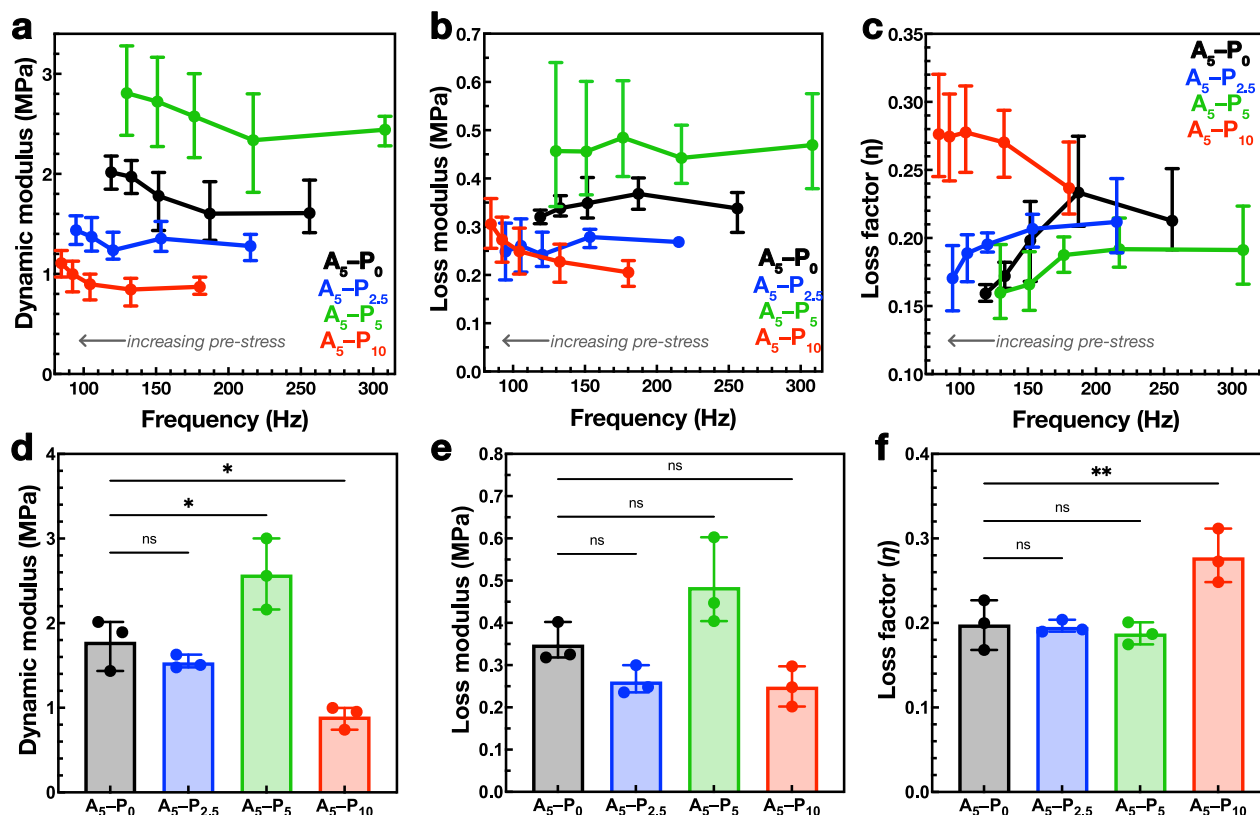 a
Dynamic modulus (MPa)
3
2
1
0
100 150 200 250 300
Frequency (Hz)
A₅–P₀
A₅–P₂.₅
A₅–P₅
A₅–P₁₀
increasing pre-stress
b
Loss modulus (MPa)
0.7
0.6
0.5
0.4
0.3
0.2
0.1
0.0
100 150 200 250 300
Frequency (Hz)
A₅–P₀
A₅–P₂.₅
A₅–P₅
A₅–P₁₀
increasing pre-stress
c
Loss factor (η)
0.35
0.30
0.25
0.20
0.15
0.10
100 150 200 250 300
Frequency (Hz)
A₅–P₀
A₅–P₂.₅
A₅–P₅
A₅–P₁₀
increasing pre-stress
d
Dynamic modulus (MPa)
4
3
2
1
0
*
*
ns
A₅–P₀ A₅–P₂.₅ A₅–P₅ A₅–P₁₀
e
Loss modulus (MPa)
0.8
0.7
0.6
0.5
0.4
0.3
0.2
0.1
0.0
ns
ns
ns
A₅–P₀ A₅–P₂.₅ A₅–P₅ A₅–P₁₀
f
Loss factor (η)
0.4
0.3
0.2
0.1
0.0
**
ns
ns
A₅–P₀ A₅–P₂.₅ A₅–P₅ A₅–P₁₀